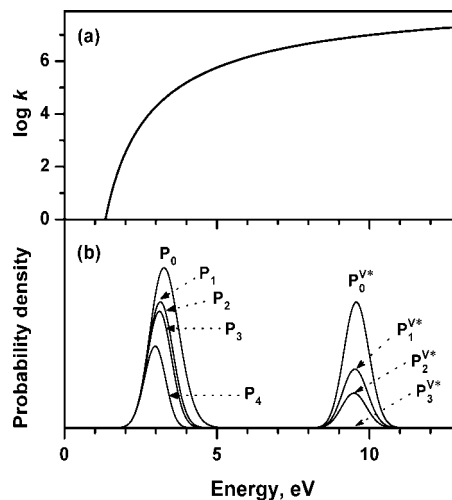 (a)
log k
7
4
2
0
(b)
Probability density
P0
P1
P2
P3
P4
P0V*
P1V*
P2V*
P3V*
0
5
10
Energy, eV